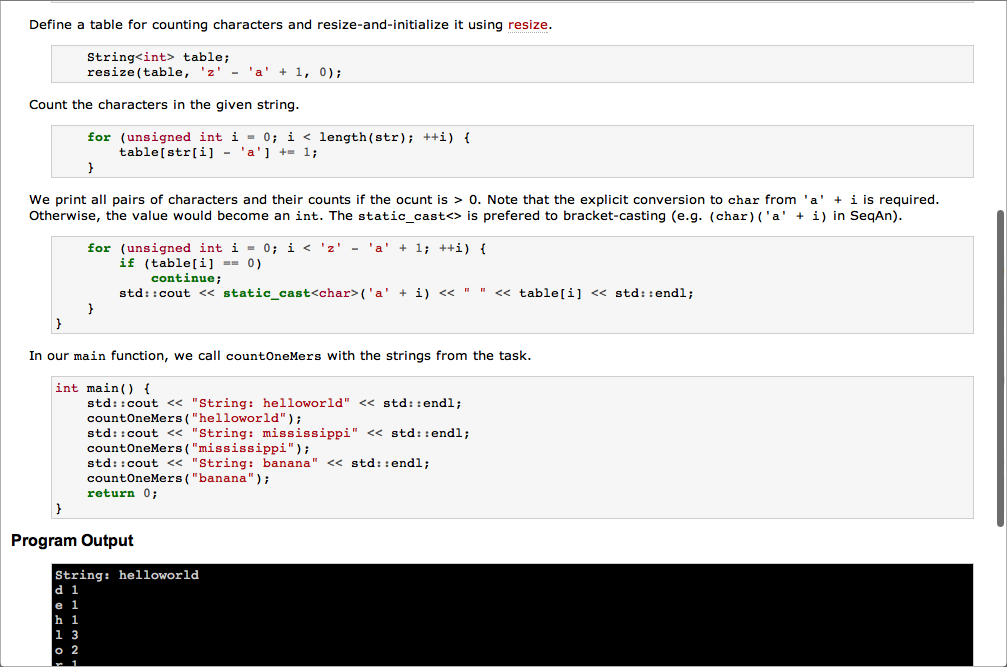 Define a table for counting characters and resize-and-initialize it using resize.
String<int> table;
resize(table, 'z' - 'a' + 1, 0);
Count the characters in the given string.
for (unsigned int i = 0; i < length(str); ++i) {
table[str[i] - 'a'] += 1;
}
We print all pairs of characters and their counts if the ocunt is > 0. Note that the explicit conversion to char from 'a' + i is required.
Otherwise, the value would become an int. The static_cast<> is prefered to bracket-casting (e.g. (char)('a' + i) in SeqAn).
for (unsigned int i = 0; i < 'z' - 'a' + 1; ++i) {
if (table[i] == 0)
continue;
std::cout << static_cast<char>('a' + i) << " " << table[i] << std::endl;
}
}
In our main function, we call countOneMers with the strings from the task.
int main() {
std::cout << "String: helloworld" << std::endl;
countOneMers("helloworld");
std::cout << "String: mississippi" << std::endl;
countOneMers("mississippi");
std::cout << "String: banana" << std::endl;
countOneMers("banana");
return 0;
}
Program Output
String: helloworld
d 1
e 1
h 1
l 3
o 2
r 1